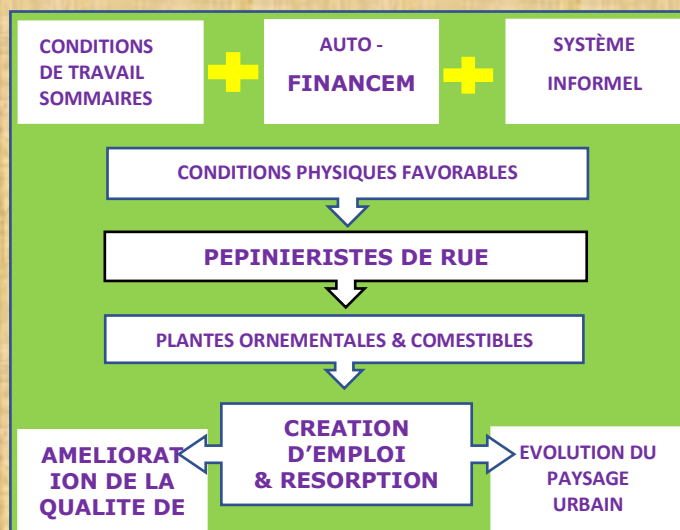 CONDITIONS
DE TRAVAIL
SOMMAIRES
AUTO -
FINANCEM
SYSTÈME
INFORMEL
CONDITIONS PHYSIQUES FAVORABLES
PEPINIERISTES DE RUE
PLANTES ORNEMENTALES & COMESTIBLES
CREATION
D’EMPLOI
& RESORPTION
AMELIORAT
ION DE LA
QUALITE DE
EVOLUTION DU
PAYSAGE
URBAIN